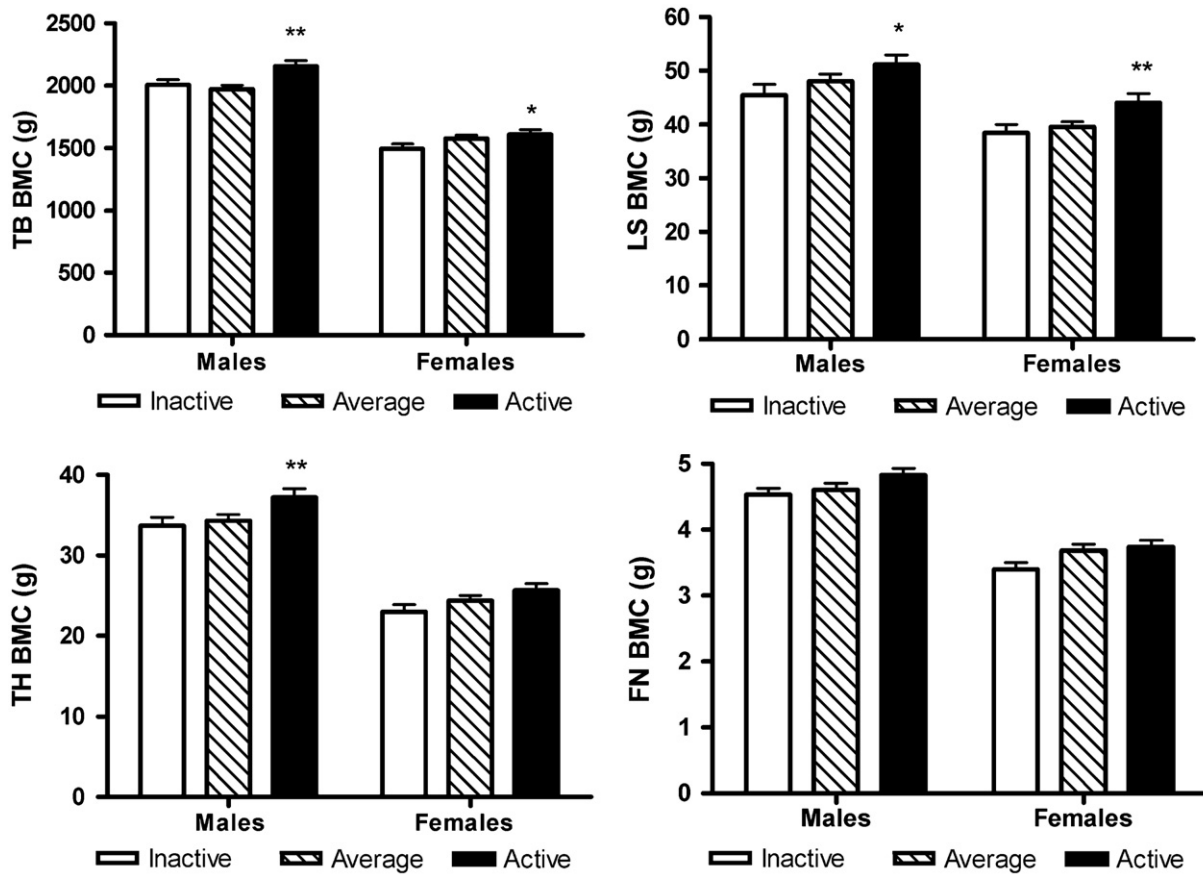 TB BMC (g)
2500
2000
1500
1000
500
0
**
*
Males Females
Inactive Average Active
LS BMC (g)
60
50
40
30
20
10
0
*
**
Males Females
Inactive Average Active
TH BMC (g)
40
30
20
10
0
**
Males Females
Inactive Average Active
FN BMC (g)
5
4
3
2
1
0
Males Females
Inactive Average Active